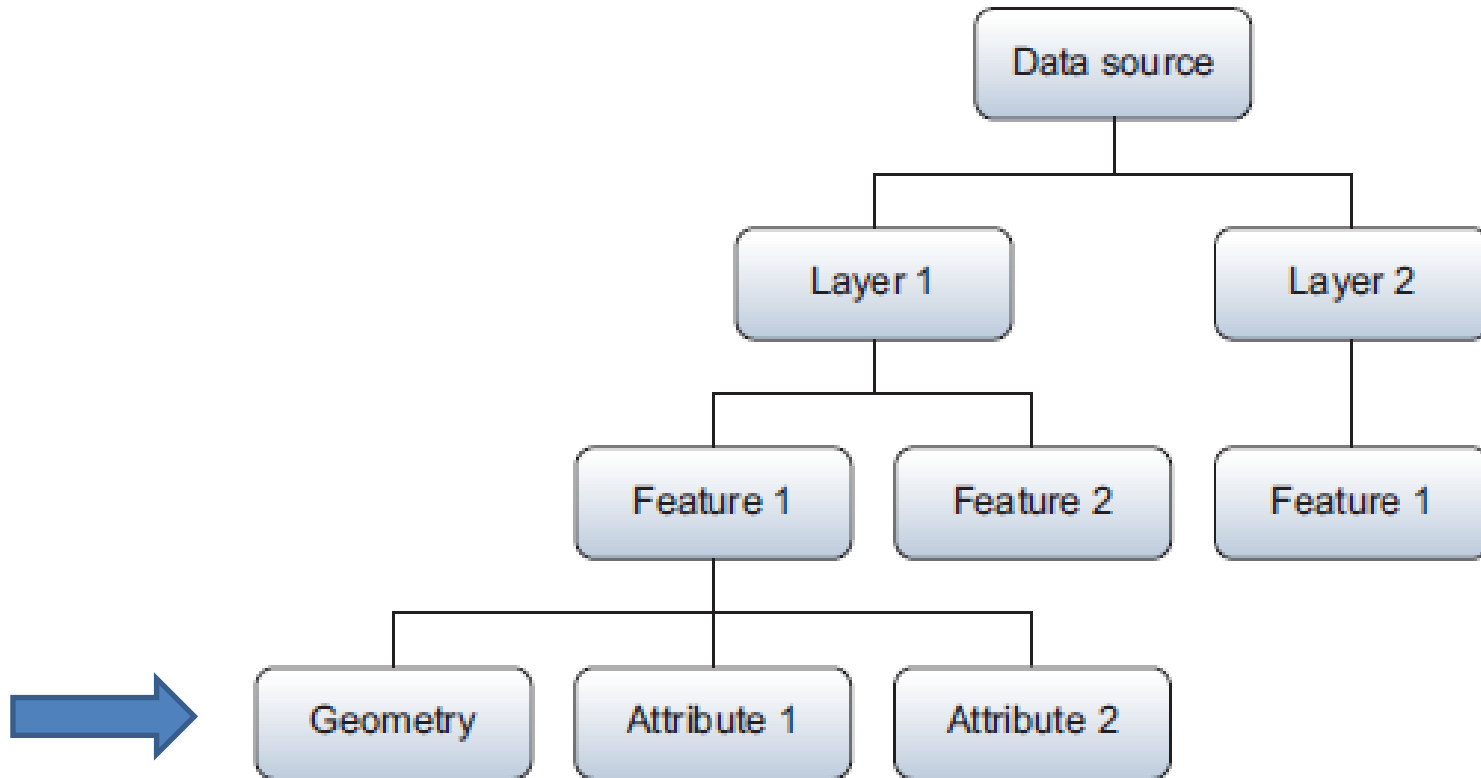 Data source
Layer 1
Layer 2
Feature 1
Feature 2
Feature 1
Geometry
Attribute 1
Attribute 2